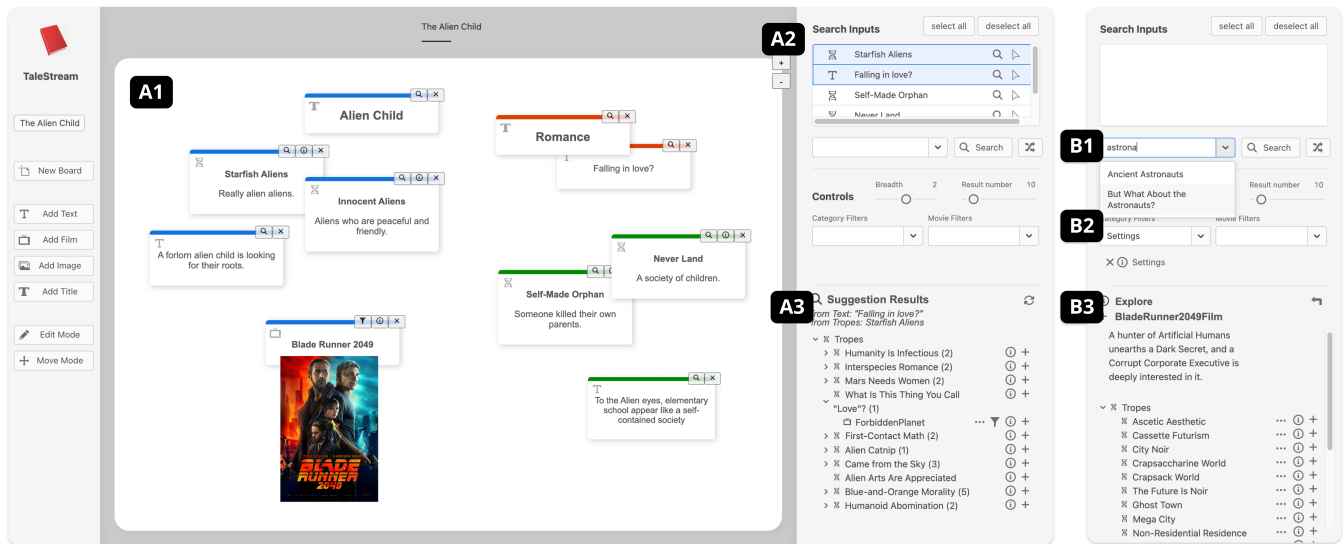 TaleStream
The Alien Child
New Board
Add Text
Add Film
Add Image
Add Title
Edit Mode
Move Mode
The Alien Child
A1
Alien Child
Starfish Aliens
Really alien aliens.
Innocent Aliens
Aliens who are peaceful and
friendly.
A forlorn alien child is looking
for their roots.
Blade Runner 2049
BLADE
RUNNER
2049
Romance
Falling in love?
Never Land
A society of children.
Self-Made Orphan
Someone killed their own
parents.
To the Alien eyes, elementary
school appear like a self-
contained society
+
-
A2
Search Inputs
select all
deselect all
Starfish Aliens
Falling in love?
Self-Made Orphan
Never Land
Search
Controls
Breadth 2
Result number 10
Category Filters
Movie Filters
A3
Suggestion Results
from Text: "Falling in love?"
from Tropes: Starfish Aliens
Tropes
Humanity Is Infectious (2)
Interspecies Romance (2)
Mars Needs Women (2)
What Is This Thing You Call
"Love"? (1)
ForbiddenPlanet
First-Contact Math (2)
Alien Catnip (1)
Came from the Sky (3)
Alien Arts Are Appreciated
Blue-and-Orange Morality (5)
Humanoid Abomination (2)
Search Inputs
select all
deselect all
B1
astrona
Search
Ancient Astronauts
But What About the
Astronauts?
Result number 10
B2
Category Filters
Movie Filters
Settings
Settings
B3
Explore
BladeRunner2049Film
A hunter of Artificial Humans
unearths a Dark Secret, and a
Corrupt Corporate Executive is
deeply interested in it.
Tropes
Ascetic Aesthetic
Cassette Futurism
City Noir
Crapsaccharine World
Crapsack World
The Future Is Noir
Ghost Town
Mega City
Non-Residential Residence